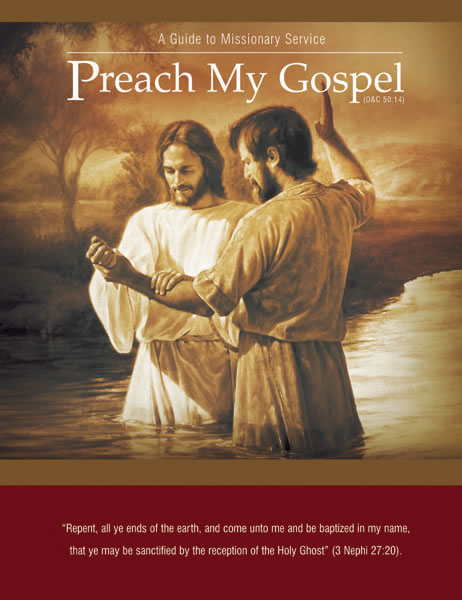 A Guide to Missionary Service
Preach My Gospel
(D&C 50:14)
“Repent, all ye ends of the earth, and come unto me and be baptized in my name,
that ye may be sanctified by the reception of the Holy Ghost” (3 Nephi 27:20).